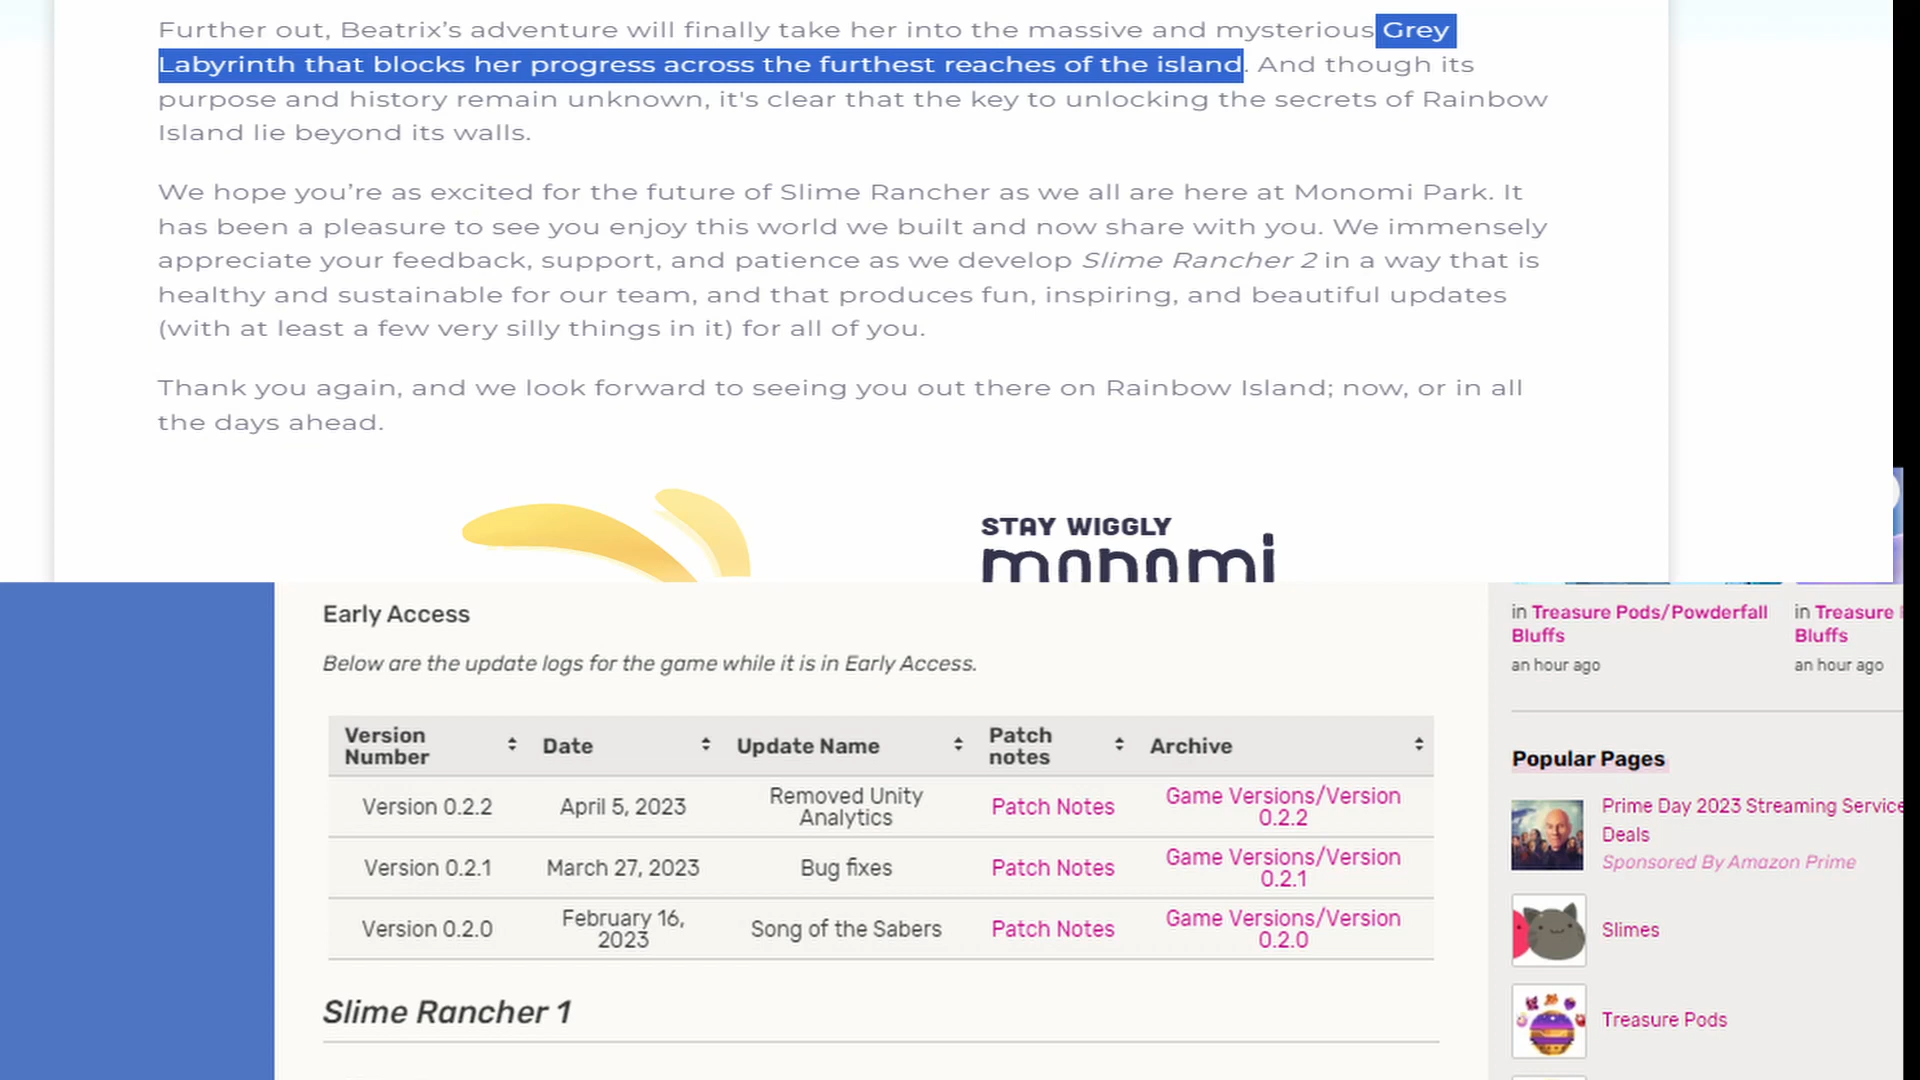 Further out, Beatrix’s adventure will finally take her into the massive and mysterious Grey
Labyrinth that blocks her progress across the furthest reaches of the island. And though its
purpose and history remain unknown, it's clear that the key to unlocking the secrets of Rainbow
Island lie beyond its walls.
We hope you’re as excited for the future of Slime Rancher as we all are here at Monomi Park. It
has been a pleasure to see you enjoy this world we built and now share with you. We immensely
appreciate your feedback, support, and patience as we develop Slime Rancher 2 in a way that is
healthy and sustainable for our team, and that produces fun, inspiring, and beautiful updates
(with at least a few very silly things in it) for all of you.
Thank you again, and we look forward to seeing you out there on Rainbow Island; now, or in all
the days ahead.
STAY WIGGLY
monomi
Early Access
Below are the update logs for the game while it is in Early Access.
Version Number Date Update Name Patch notes Archive
Version 0.2.2 April 5, 2023 Removed Unity Analytics Patch Notes Game Versions/Version 0.2.2
Version 0.2.1 March 27, 2023 Bug fixes Patch Notes Game Versions/Version 0.2.1
Version 0.2.0 February 16, 2023 Song of the Sabers Patch Notes Game Versions/Version 0.2.0
Slime Rancher 1
in Treasure Pods/Powderfall
Bluffs
an hour ago
in Treasure
Bluffs
an hour ago
Popular Pages
Prime Day 2023 Streaming Service
Deals
Sponsored By Amazon Prime
Slimes
Treasure Pods